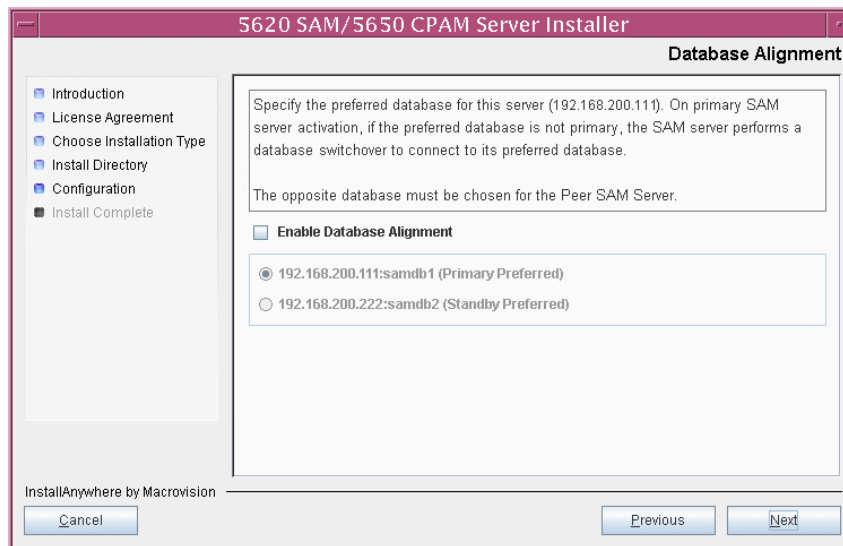 5620 SAM/5650 CPAM Server Installer
Database Alignment
Introduction
License Agreement
Choose Installation Type
Install Directory
Configuration
Install Complete
Specify the preferred database for this server (192.168.200.111). On primary SAM
server activation, if the preferred database is not primary, the SAM server performs a
database switchover to connect to its preferred database.
The opposite database must be chosen for the Peer SAM Server.
Enable Database Alignment
192.168.200.111:samdb1 (Primary Preferred)
192.168.200.222:samdb2 (Standby Preferred)
InstallAnywhere by Macrovision
Cancel
Previous
Next